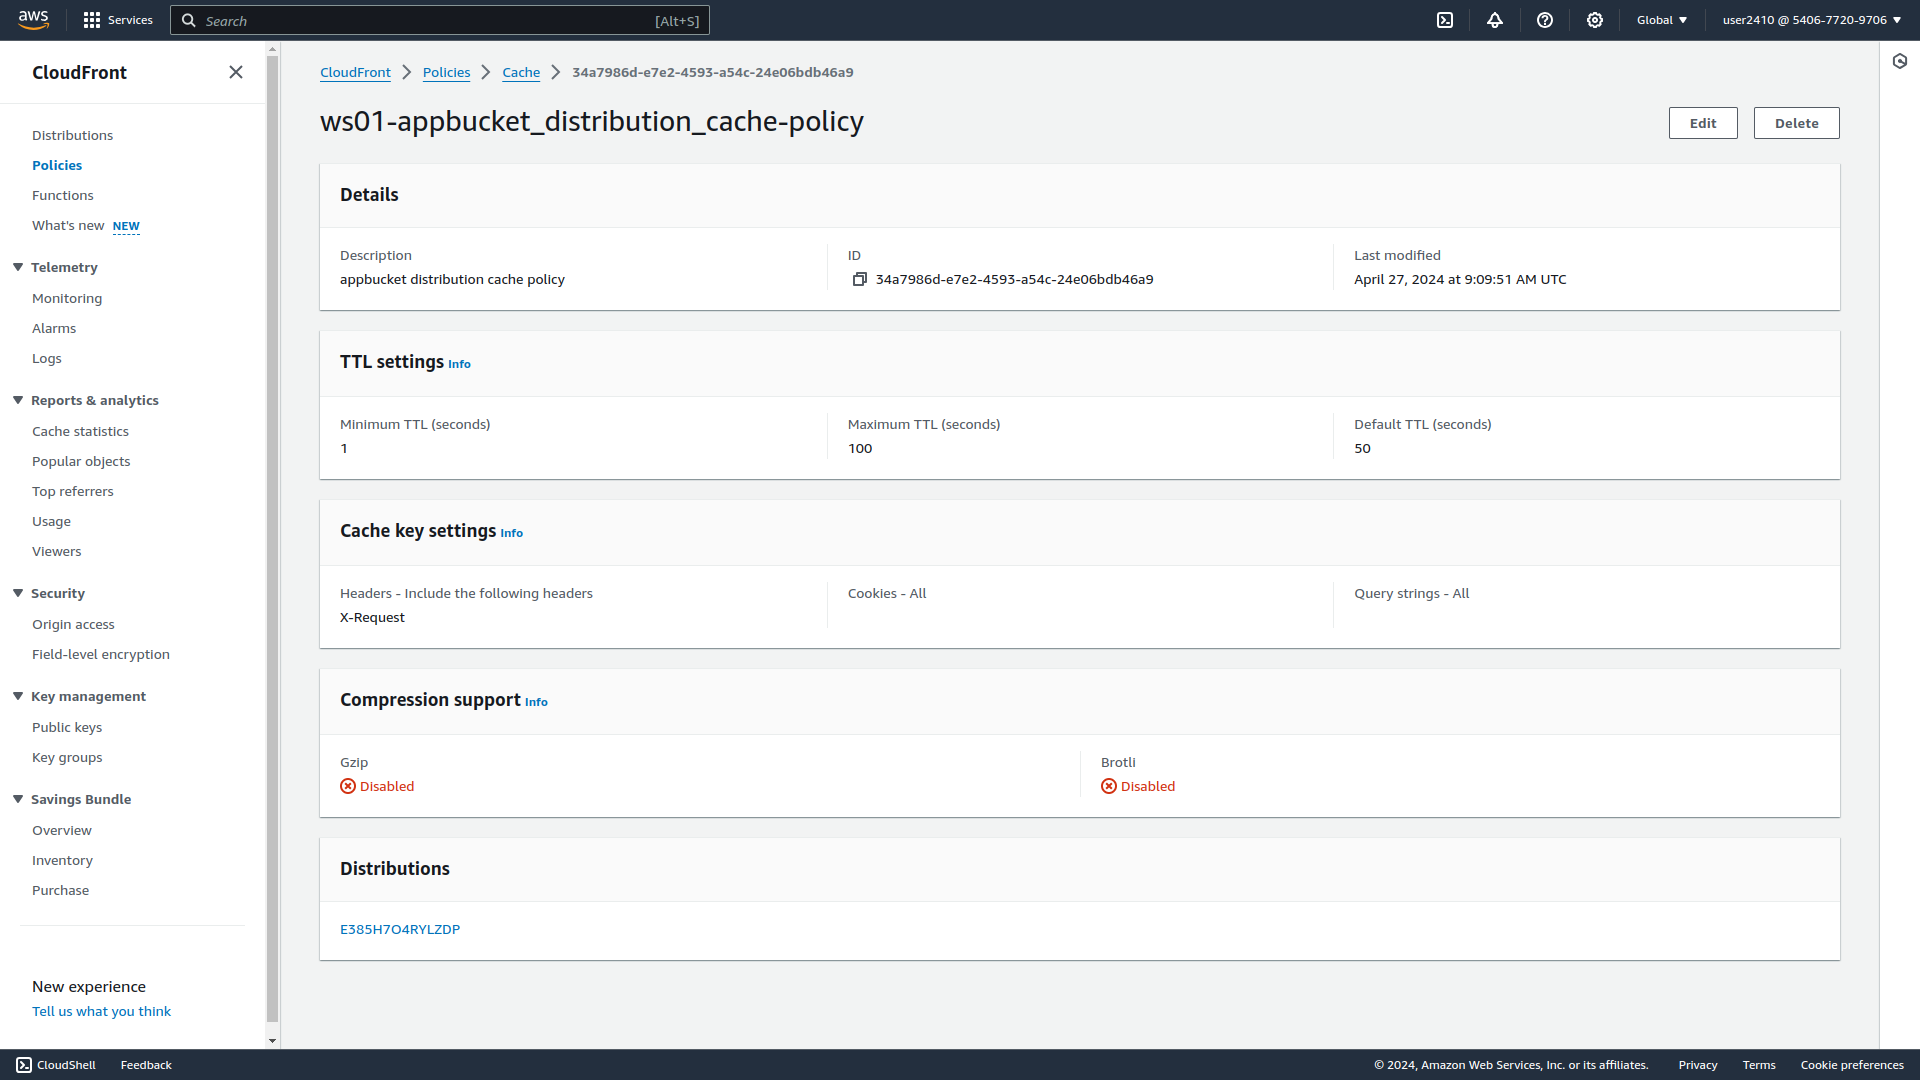 aws
Services
Search
[Alt+S]
Global
user2410 @ 5406-7720-9706
CloudFront
Distributions
Policies
Functions
What's new NEW
Telemetry
Monitoring
Alarms
Logs
Reports & analytics
Cache statistics
Popular objects
Top referrers
Usage
Viewers
Security
Origin access
Field-level encryption
Key management
Public keys
Key groups
Savings Bundle
Overview
Inventory
Purchase
New experience
Tell us what you think
CloudFront
Policies
Cache
34a7986d-e7e2-4593-a54c-24e06bdb46a9
ws01-appbucket_distribution_cache-policy
Edit
Delete
Details
Description
appbucket distribution cache policy
ID
34a7986d-e7e2-4593-a54c-24e06bdb46a9
Last modified
April 27, 2024 at 9:09:51 AM UTC
TTL settings Info
Minimum TTL (seconds)
1
Maximum TTL (seconds)
100
Default TTL (seconds)
50
Cache key settings Info
Headers - Include the following headers
X-Request
Cookies - All
Query strings - All
Compression support Info
Gzip
Disabled
Brotli
Disabled
Distributions
E385H7O4RYLZDP
CloudShell
Feedback
© 2024, Amazon Web Services, Inc. or its affiliates.
Privacy
Terms
Cookie preferences